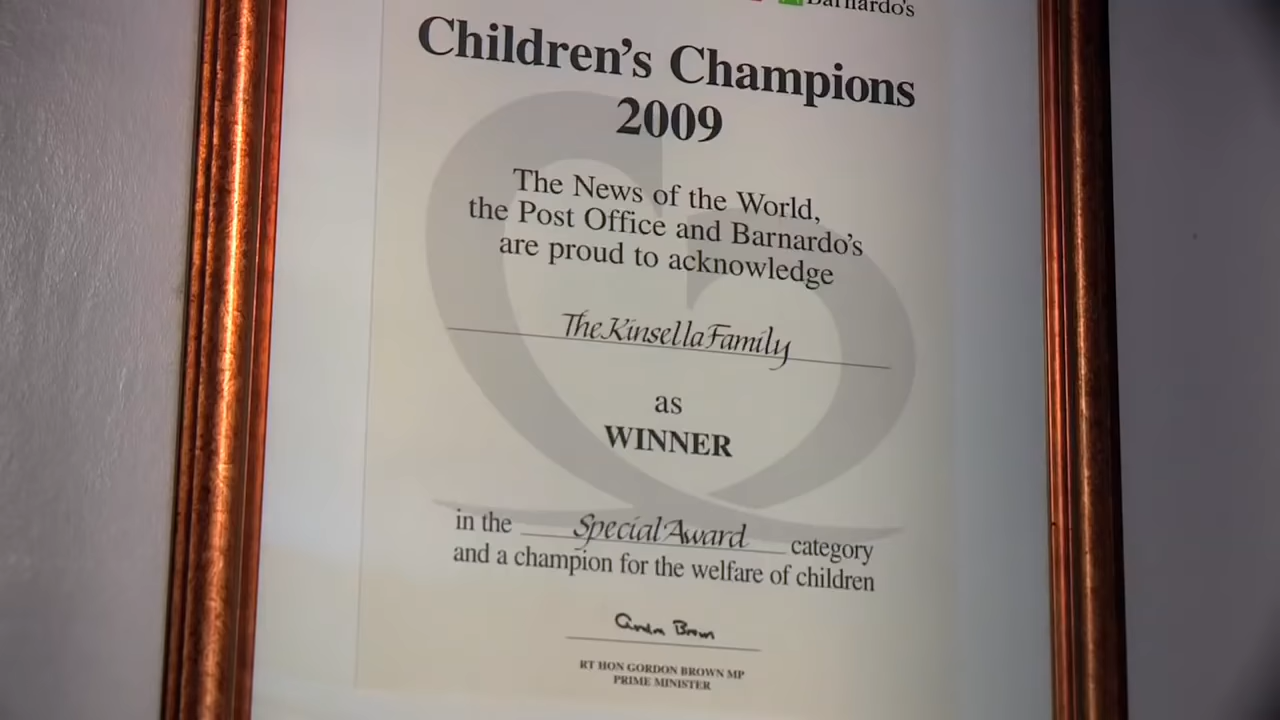 Barnardo's
Children's Champions
2009
The News of the World,
the Post Office and Barnardo's
are proud to acknowledge
The Kinsella Family
as
WINNER
in the Special Award category
and a champion for the welfare of children
Gordon Brown
RT HON GORDON BROWN MP
PRIME MINISTER